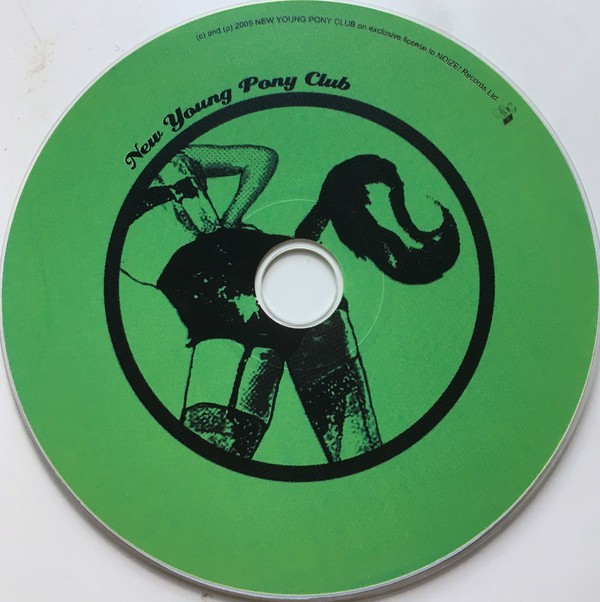 (c) and (p) 2005 NEW YOUNG PONY CLUB on exclusive license to NOIZE! Records Ltd
New Young Pony Club